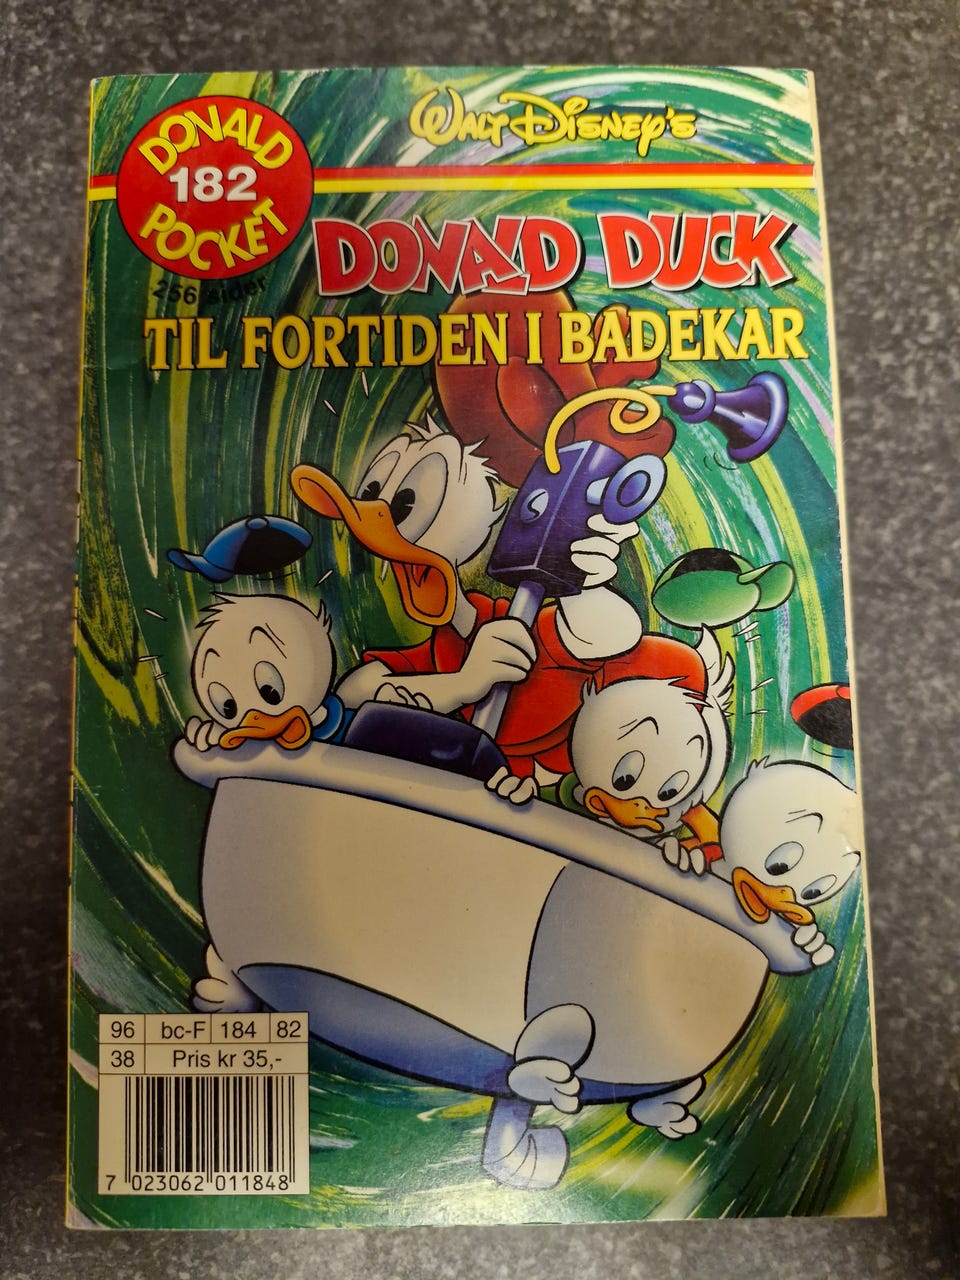 Walt Disney's
DONALD
182
POCKET
256 sider
DONALD DUCK
TIL FORTIDEN I BADEKAR
96 bc-F 184 82
38 Pris kr 35,-
7 023062 011848